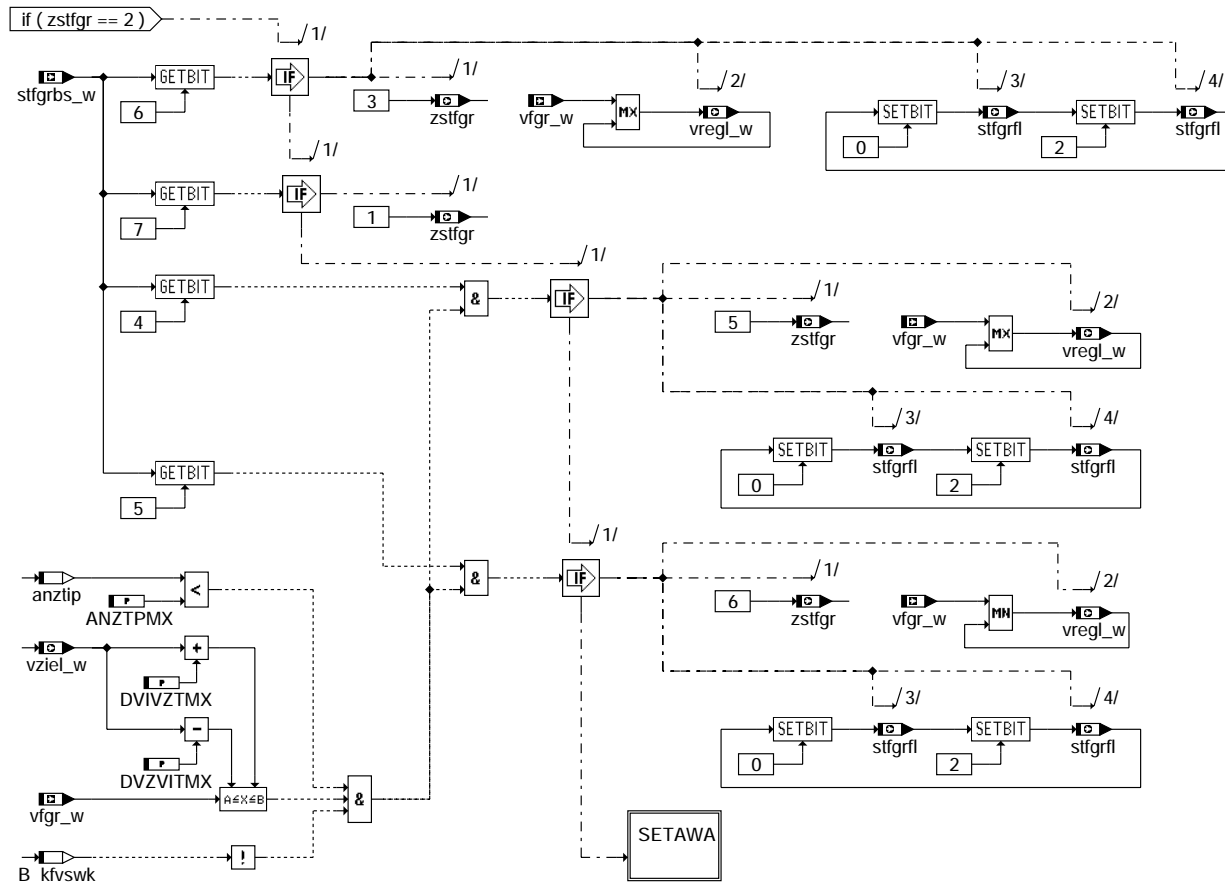 if ( zstfgr == 2 )
/1/
stfgrbs_w
GETBIT
6
IF
/1/
3
zstfgr
vfgr_w
MX
/2/
vregl_w
0
SETBIT
/3/
stfgrfl
2
SETBIT
/4/
stfgrfl
/1/
GETBIT
7
IF
/1/
1
zstfgr
/1/
GETBIT
4
&
IF
/1/
5
zstfgr
vfgr_w
MX
/2/
vregl_w
/3/
/4/
SETBIT
0
stfgrfl
SETBIT
2
stfgrfl
GETBIT
5
/1/
&
IF
/1/
6
zstfgr
vfgr_w
MN
/2/
vregl_w
/3/
/4/
SETBIT
0
stfgrfl
SETBIT
2
stfgrfl
anztip
P
ANZTPMX
<
vziel_w
+
P
DVIVZTMX
-
P
DVZVITMX
vfgr_w
A≤X≤B
&
B_kfvswk
!
SETAWA